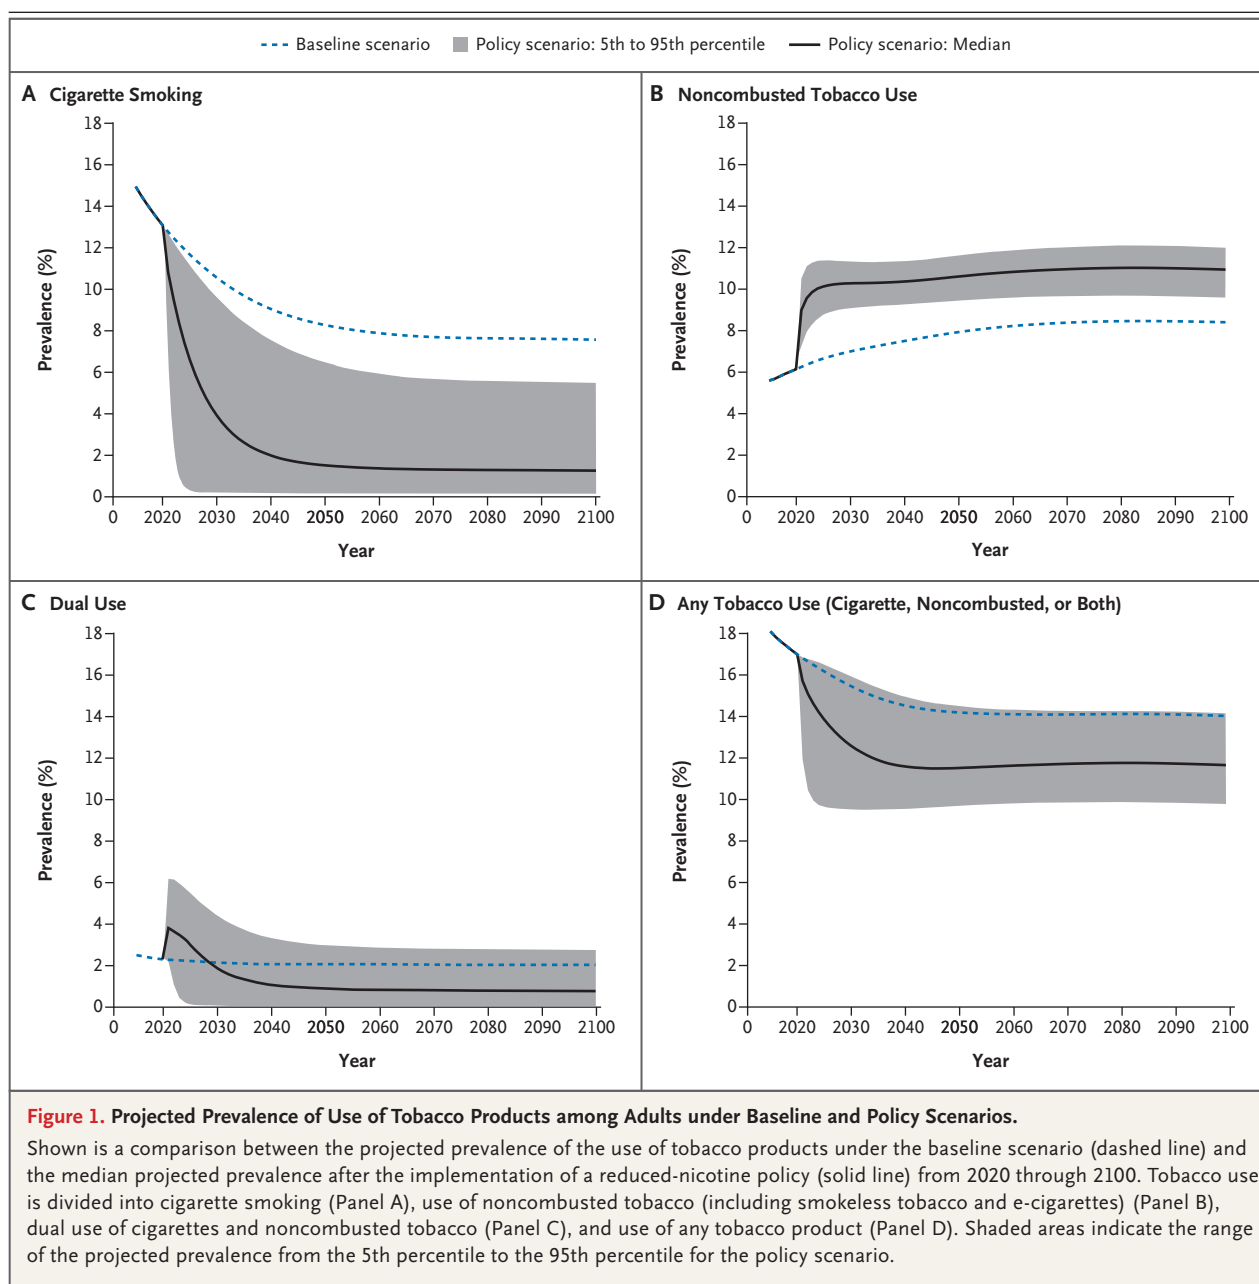 Baseline scenario Policy scenario: 5th to 95th percentile Policy scenario: Median
A Cigarette Smoking
18
16
14
12
10
8
6
4
2
0
Prevalence (%)
0 2020 2030 2040 2050 2060 2070 2080 2090 2100
Year
B Noncombusted Tobacco Use
18
16
14
12
10
8
6
4
2
0
Prevalence (%)
0 2020 2030 2040 2050 2060 2070 2080 2090 2100
Year
C Dual Use
18
16
14
12
10
8
6
4
2
0
Prevalence (%)
0 2020 2030 2040 2050 2060 2070 2080 2090 2100
Year
D Any Tobacco Use (Cigarette, Noncombusted, or Both)
18
16
14
12
10
8
6
4
2
0
Prevalence (%)
0 2020 2030 2040 2050 2060 2070 2080 2090 2100
Year
Figure 1. Projected Prevalence of Use of Tobacco Products among Adults under Baseline and Policy Scenarios.
Shown is a comparison between the projected prevalence of the use of tobacco products under the baseline scenario (dashed line) and
the median projected prevalence after the implementation of a reduced-nicotine policy (solid line) from 2020 through 2100. Tobacco use
is divided into cigarette smoking (Panel A), use of noncombusted tobacco (including smokeless tobacco and e-cigarettes) (Panel B),
dual use of cigarettes and noncombusted tobacco (Panel C), and use of any tobacco product (Panel D). Shaded areas indicate the range
of the projected prevalence from the 5th percentile to the 95th percentile for the policy scenario.